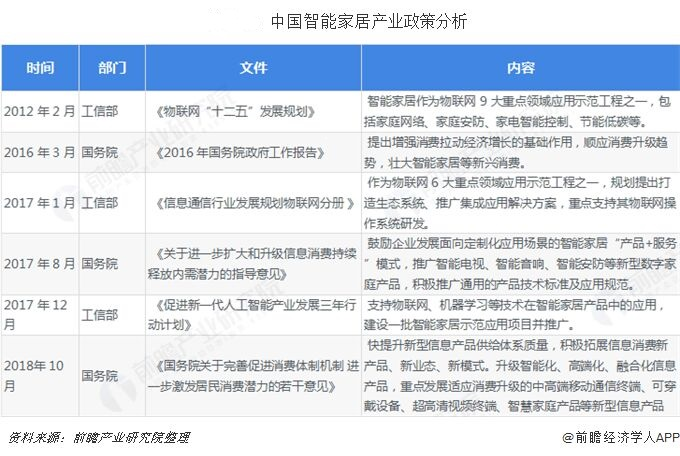 中国智能家居产业政策分析
时间 部门 文件 内容
2012 年 2 月 工信部 《物联网“十二五”发展规划》 智能家居作为物联网 9 大重点领域应用示范工程之一，包
括家庭网络、家庭安防、家电智能控制、节能低碳等。
2016 年 3 月 国务院 《2016 年国务院政府工作报告》 提出增强消费拉动经济增长的基础作用，顺应消费升级趋
势，壮大智能家居等新兴消费。
2017 年 1 月 工信部 《信息通信行业发展规划物联网分册 》 作为物联网 6 大重点领域应用示范工程之一，规划提出打
造生态系统、推广集成应用解决方案，重点支持其物联网操
作系统研发。
2017 年 8 月 国务院 《关于进一步扩大和升级信息消费持续
释放内需潜力的指导意见》 鼓励企业发展面向定制化应用场景的智能家居“产品+服务
”模式，推广智能电视、智能音响、智能安防等新型数字家
庭产品，积极推广通用的产品技术标准及应用规范。
2017 年 12
月 工信部 《促进新一代人工智能产业发展三年行
动计划》 支持物联网、机器学习等技术在智能家居产品中的应用，
建设一批智能家居示范应用项目并推广。
2018年 10
月 国务院 《国务院关于完善促进消费体制机制 进
一步激发居民消费潜力的若干意见》 快提升新型信息产品供给体系质量，积极拓展信息消费新
产品、新业态、新模式。升级智能化、高端化、融合化信息
产品，重点发展适应消费升级的中高端移动通信终端、可穿
戴设备、超高清视频终端、智慧家庭产品等新型信息产品
资料来源：前瞻产业研究院整理
@前瞻经济学人APP
前瞻产业研究院